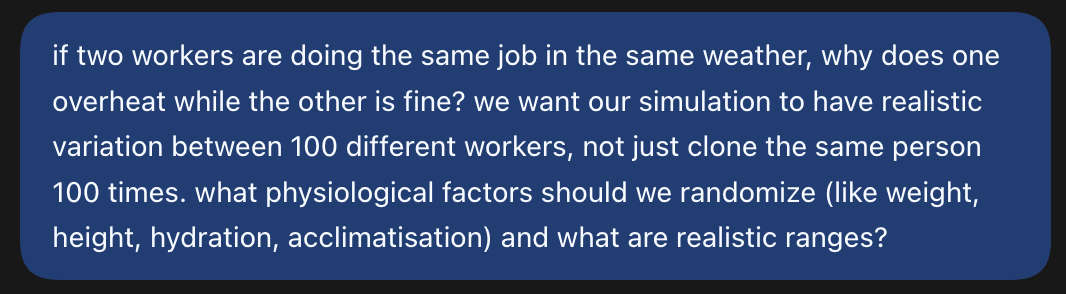 if two workers are doing the same job in the same weather, why does one
overheat while the other is fine? we want our simulation to have realistic
variation between 100 different workers, not just clone the same person
100 times. what physiological factors should we randomize (like weight,
height, hydration, acclimatisation) and what are realistic ranges?